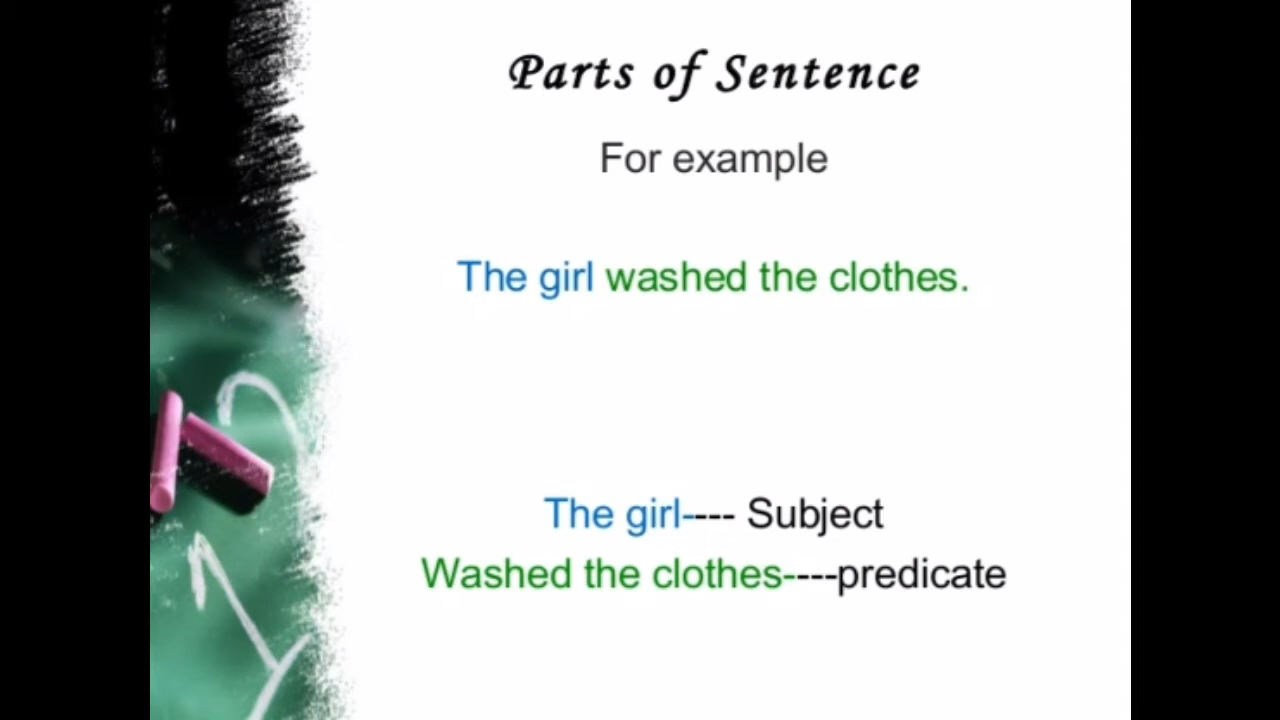 Parts of Sentence
For example
The girl washed the clothes.
The girl---- Subject
Washed the clothes----predicate